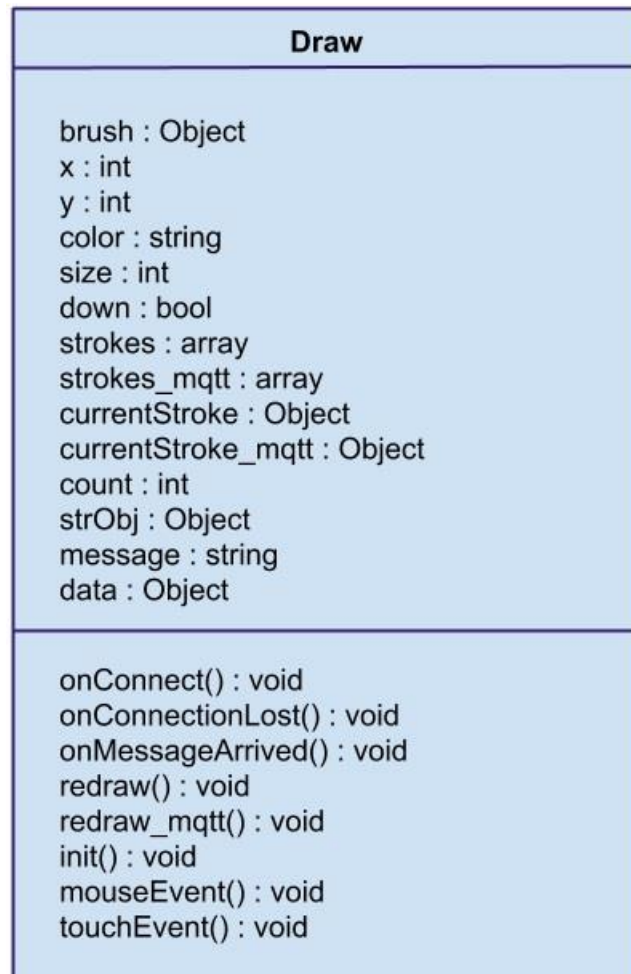 Draw
brush : Object
x : int
y : int
color : string
size : int
down : bool
strokes : array
strokes_mqtt : array
currentStroke : Object
currentStroke_mqtt : Object
count : int
strObj : Object
message : string
data : Object
onConnect() : void
onConnectionLost() : void
onMessageArrived() : void
redraw() : void
redraw_mqtt() : void
init() : void
mouseEvent() : void
touchEvent() : void